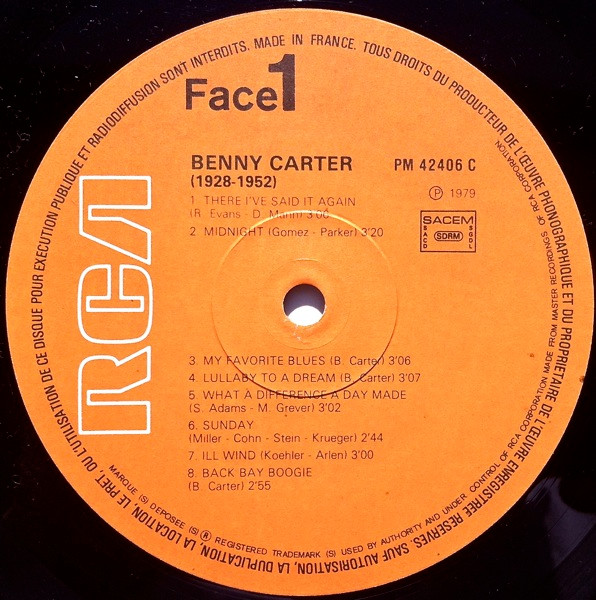 Face 1
RCA
BENNY CARTER
(1928-1952)
PM 42406 C
Ⓟ 1979
SACEM
SACD
SDRM
SGDL
1 THERE I'VE SAID IT AGAIN
(R. Evans - D. Mann) 3'00
2 MIDNIGHT (Gomez - Parker) 3'20
3 MY FAVORITE BLUES (B. Carter) 3'06
4 LULLABY TO A DREAM (B. Carter) 3'07
5 WHAT A DIFFERENCE A DAY MADE
(S. Adams - M. Grever) 3'02
6 SUNDAY
(Miller - Cohn - Stein - Krueger) 2'44
7 ILL WIND (Koehler - Arlen) 3'00
8 BACK BAY BOOGIE
(B. Carter) 2'55
MADE IN FRANCE. TOUS DROITS DU PRODUCTEUR DE L'ŒUVRE PHONOGRAPHIQUE ET DU PROPRIETAIRE DE L'ŒUVRE ENREGISTREE RESERVES. SAUF AUTORISATION, LA DUPLICATION, LA LOCATION, LE PRET, OU L'UTILISATION DE CE DISQUE POUR EXECUTION PUBLIQUE ET RADIODIFFUSION SONT INTERDITS.
MARQUE (S) DEPOSEE (S) ® REGISTERED TRADEMARK (S) USED BY AUTHORITY AND UNDER CONTROL OF RCA CORPORATION MADE FROM MASTER RECORDINGS OF RCA CORPORATION